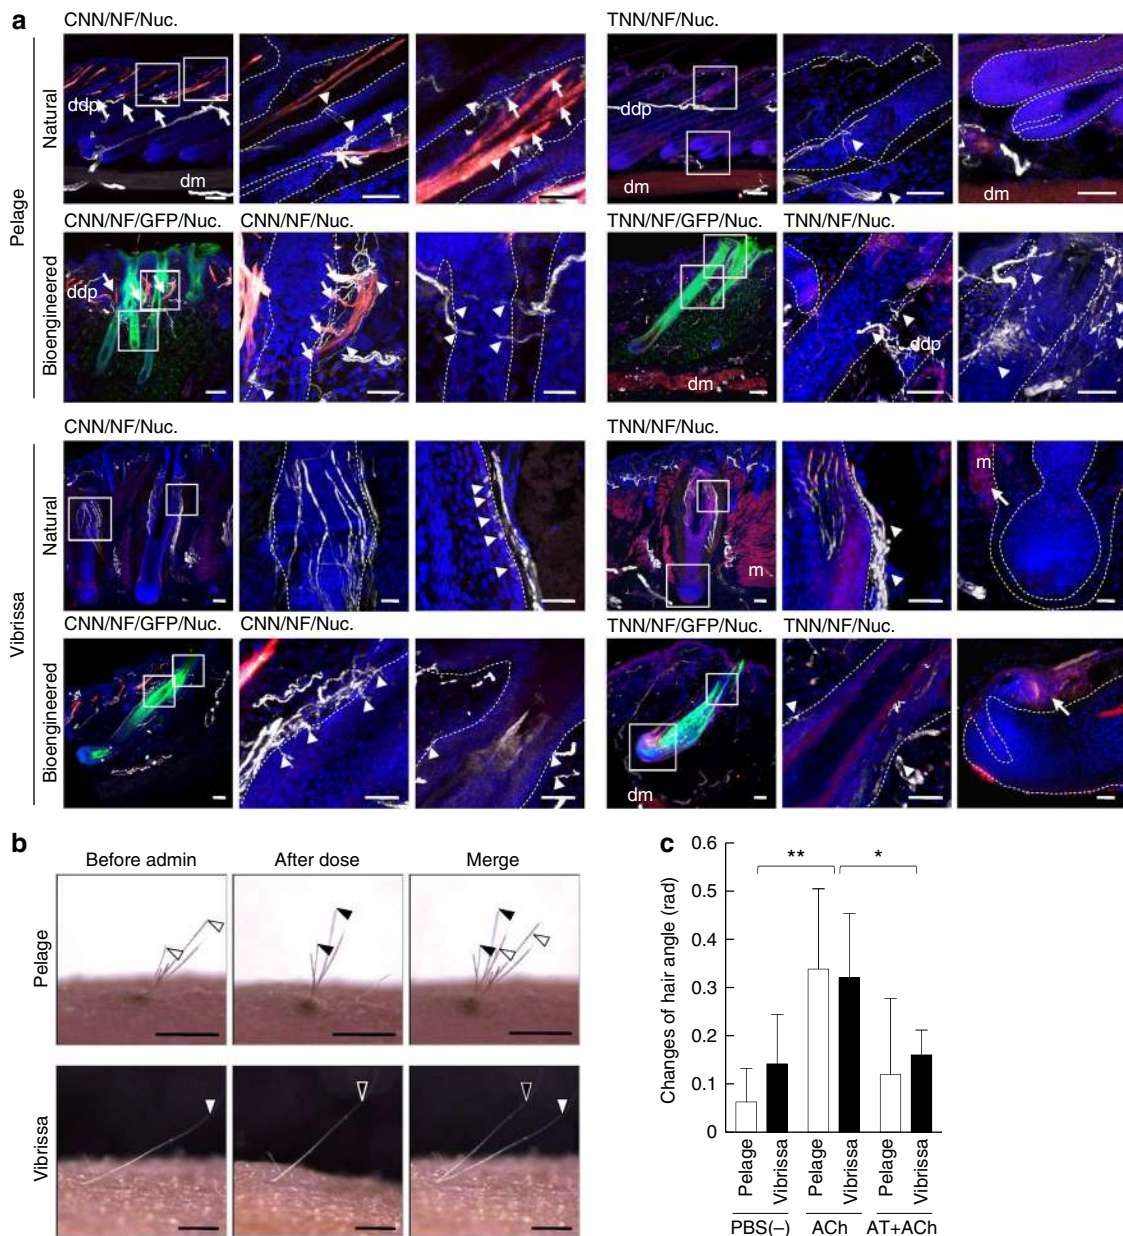 a
CNN/NF/Nuc.
TNN/NF/Nuc.
Pelage
Natural
ddp
dm
ddp
dm
dm
CNN/NF/GFP/Nuc.
CNN/NF/Nuc.
TNN/NF/GFP/Nuc.
TNN/NF/Nuc.
Bioengineered
ddp
dm
ddp
CNN/NF/Nuc.
TNN/NF/Nuc.
Vibrissa
Natural
m
m
CNN/NF/GFP/Nuc.
CNN/NF/Nuc.
TNN/NF/GFP/Nuc.
TNN/NF/Nuc.
Bioengineered
dm
b
Before admin
After dose
Merge
Pelage
Vibrissa
c
Changes of hair angle (rad)
0.6
0.5
0.4
0.3
0.2
0.1
0
**
*
Pelage
Vibrissa
Pelage
Vibrissa
Pelage
Vibrissa
PBS(–)
ACh
AT+ACh